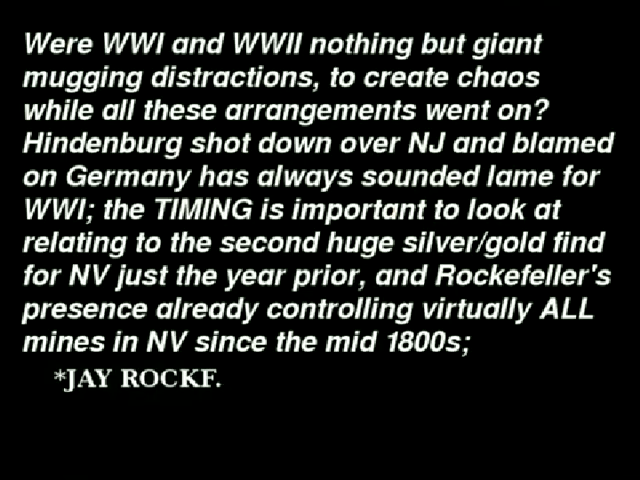 Were WWI and WWII nothing but giant
mugging distractions, to create chaos
while all these arrangements went on?
Hindenburg shot down over NJ and blamed
on Germany has always sounded lame for
WWI; the TIMING is important to look at
relating to the second huge silver/gold find
for NV just the year prior, and Rockefeller's
presence already controlling virtually ALL
mines in NV since the mid 1800s;
*JAY ROCKF.